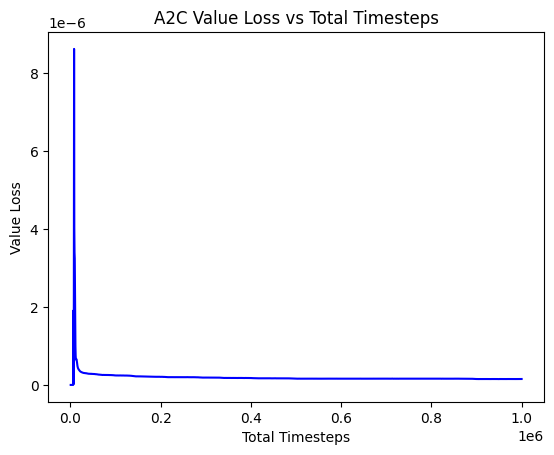 A2C Value Loss vs Total Timesteps
1e−6
8
6
4
2
0
Value Loss
0.0 0.2 0.4 0.6 0.8 1.0
1e6
Total Timesteps